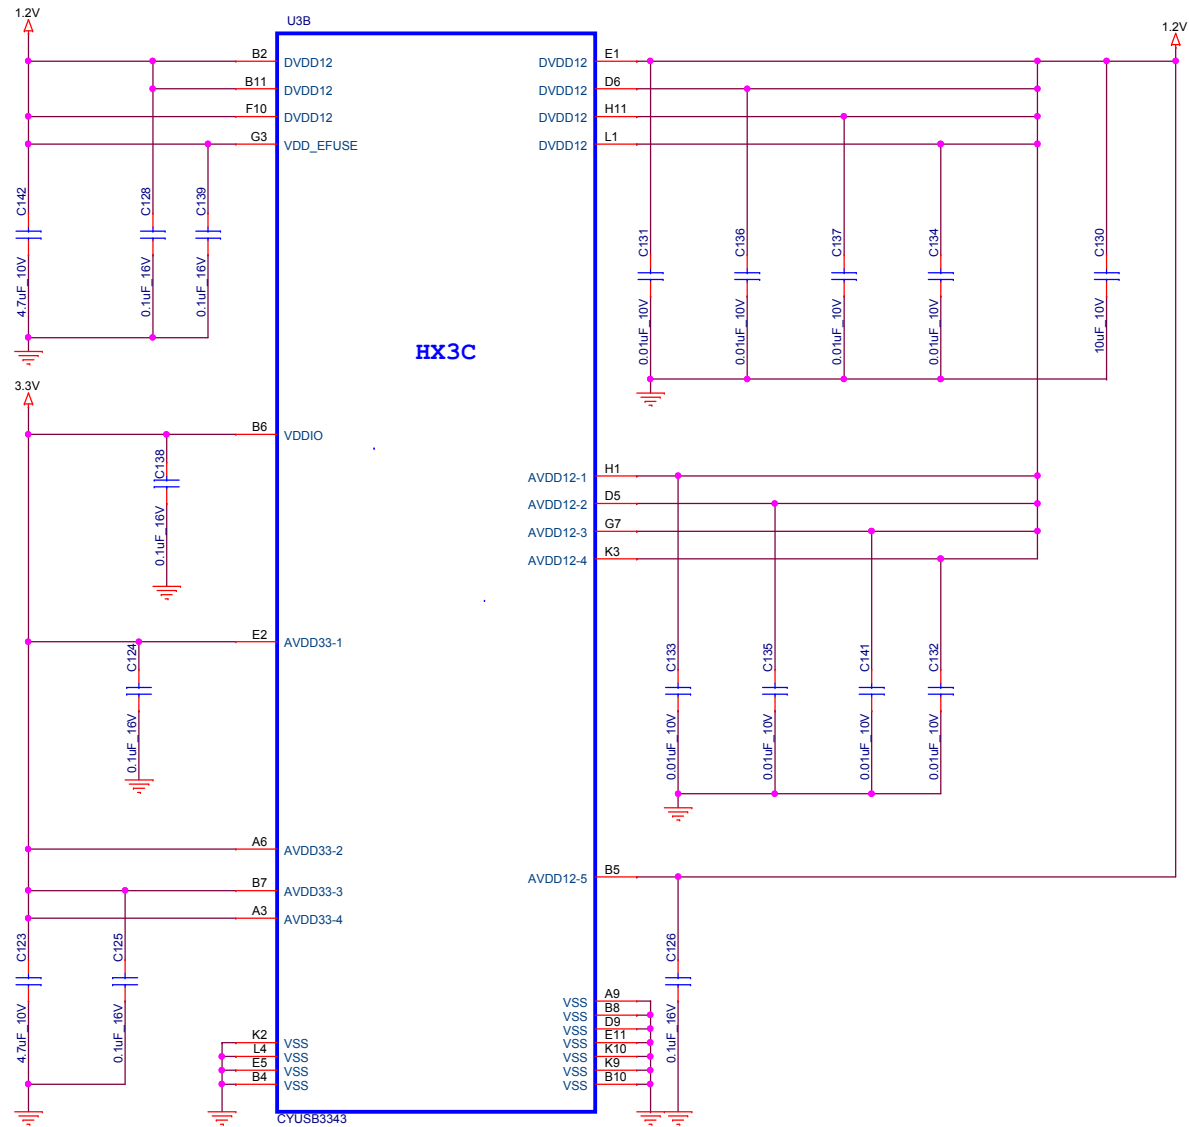 1.2V
U3B
1.2V
B2 DVDD12
B11 DVDD12
F10 DVDD12
G3 VDD_EFUSE
DVDD12 E1
DVDD12 D6
DVDD12 H11
DVDD12 L1
C142
4.7uF_10V
C128
0.1uF_16V
C139
0.1uF_16V
C131
0.01uF_10V
C136
0.01uF_10V
C137
0.01uF_10V
C134
0.01uF_10V
C130
10uF_10V
HX3C
3.3V
B6 VDDIO
C138
0.1uF_16V
AVDD12-1 H1
AVDD12-2 D5
AVDD12-3 G7
AVDD12-4 K3
E2 AVDD33-1
C124
0.1uF_16V
C133
0.01uF_10V
C135
0.01uF_10V
C141
0.01uF_10V
C132
0.01uF_10V
A6 AVDD33-2
B7 AVDD33-3
A3 AVDD33-4
AVDD12-5 B5
C123
4.7uF_10V
C125
0.1uF_16V
C126
0.1uF_16V
VSS A9
VSS B8
VSS D9
VSS E11
VSS K10
VSS K9
VSS B10
K2 VSS
L4 VSS
E5 VSS
B4 VSS
CYUSB3343